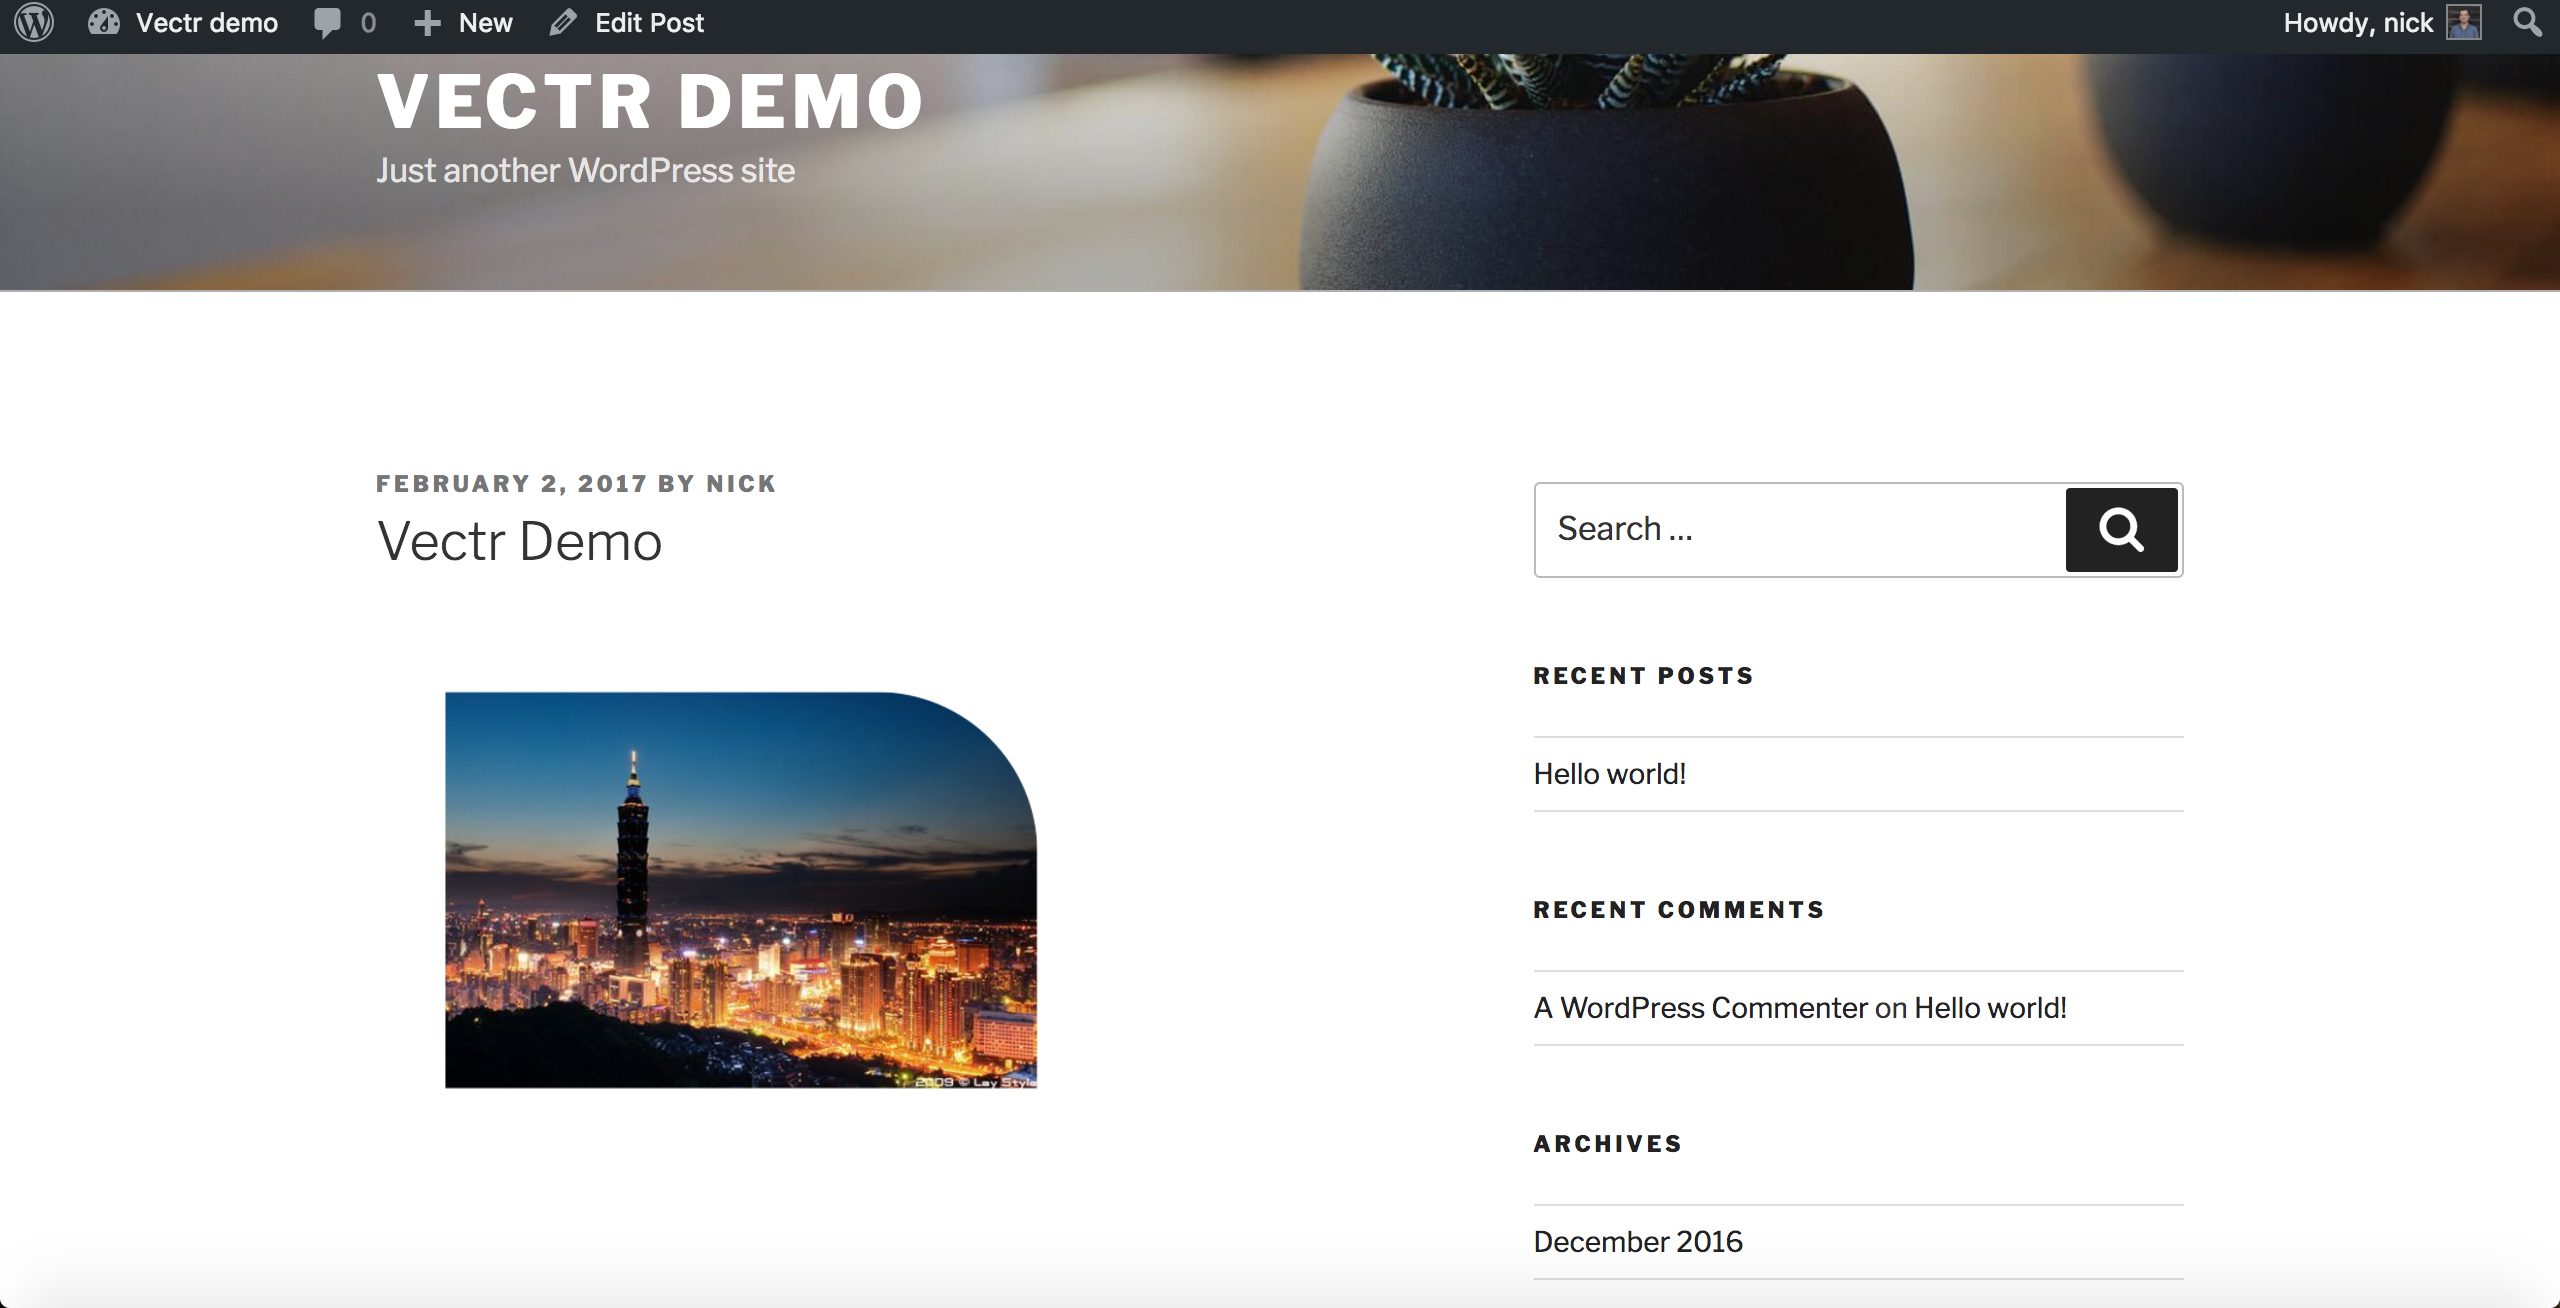 Vectr demo 0 New Edit Post Howdy, nick
VECTR DEMO
Just another WordPress site
FEBRUARY 2, 2017 BY NICK
Vectr Demo
2009 © Lay Style
Search ...
RECENT POSTS
Hello world!
RECENT COMMENTS
A WordPress Commenter on Hello world!
ARCHIVES
December 2016